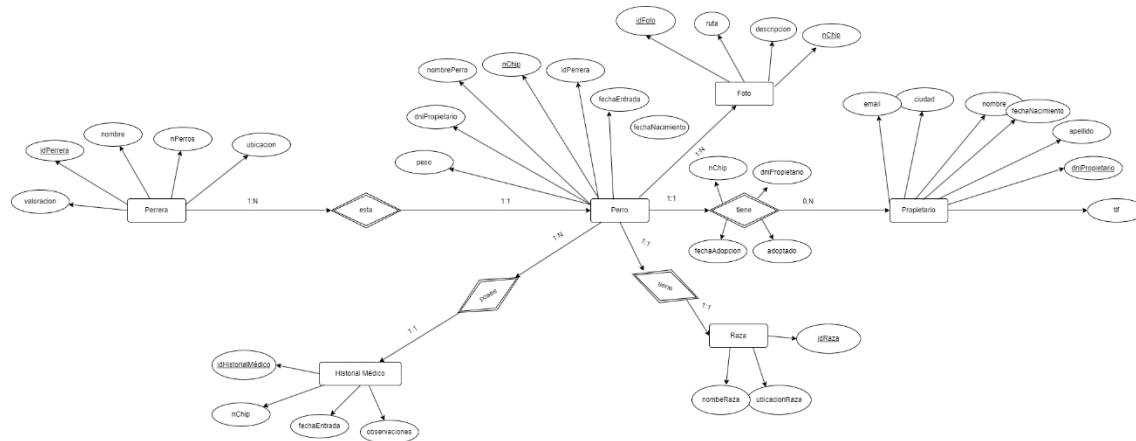 idFoto
ruta
descripcion
nChip
Foto
nombrePerro
nChip
idPerrera
dniPropietario
fechaEntrada
fechaNacimiento
peso
1:N
nombre
nPerros
idPerrera
ubicacion
valoracion
Perrera
1:N
esta
1:1
Perro
1:1
nChip
dniPropietario
tiene
fechaAdopcion
adoptado
0,N
email
ciudad
nombre
fechaNacimiento
apellido
dniPropietario
Propietario
tlf
1:N
posee
1:1
1:1
tiene
1:1
Raza
idRaza
nombeRaza
ubicacionRaza
idHistorialMédico
Historial Médico
nChip
fechaEntrada
observaciones